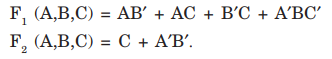 F₁ (A,B,C) = AB′ + AC + B′C + A′BC′
F₂ (A,B,C) = C + A′B′.